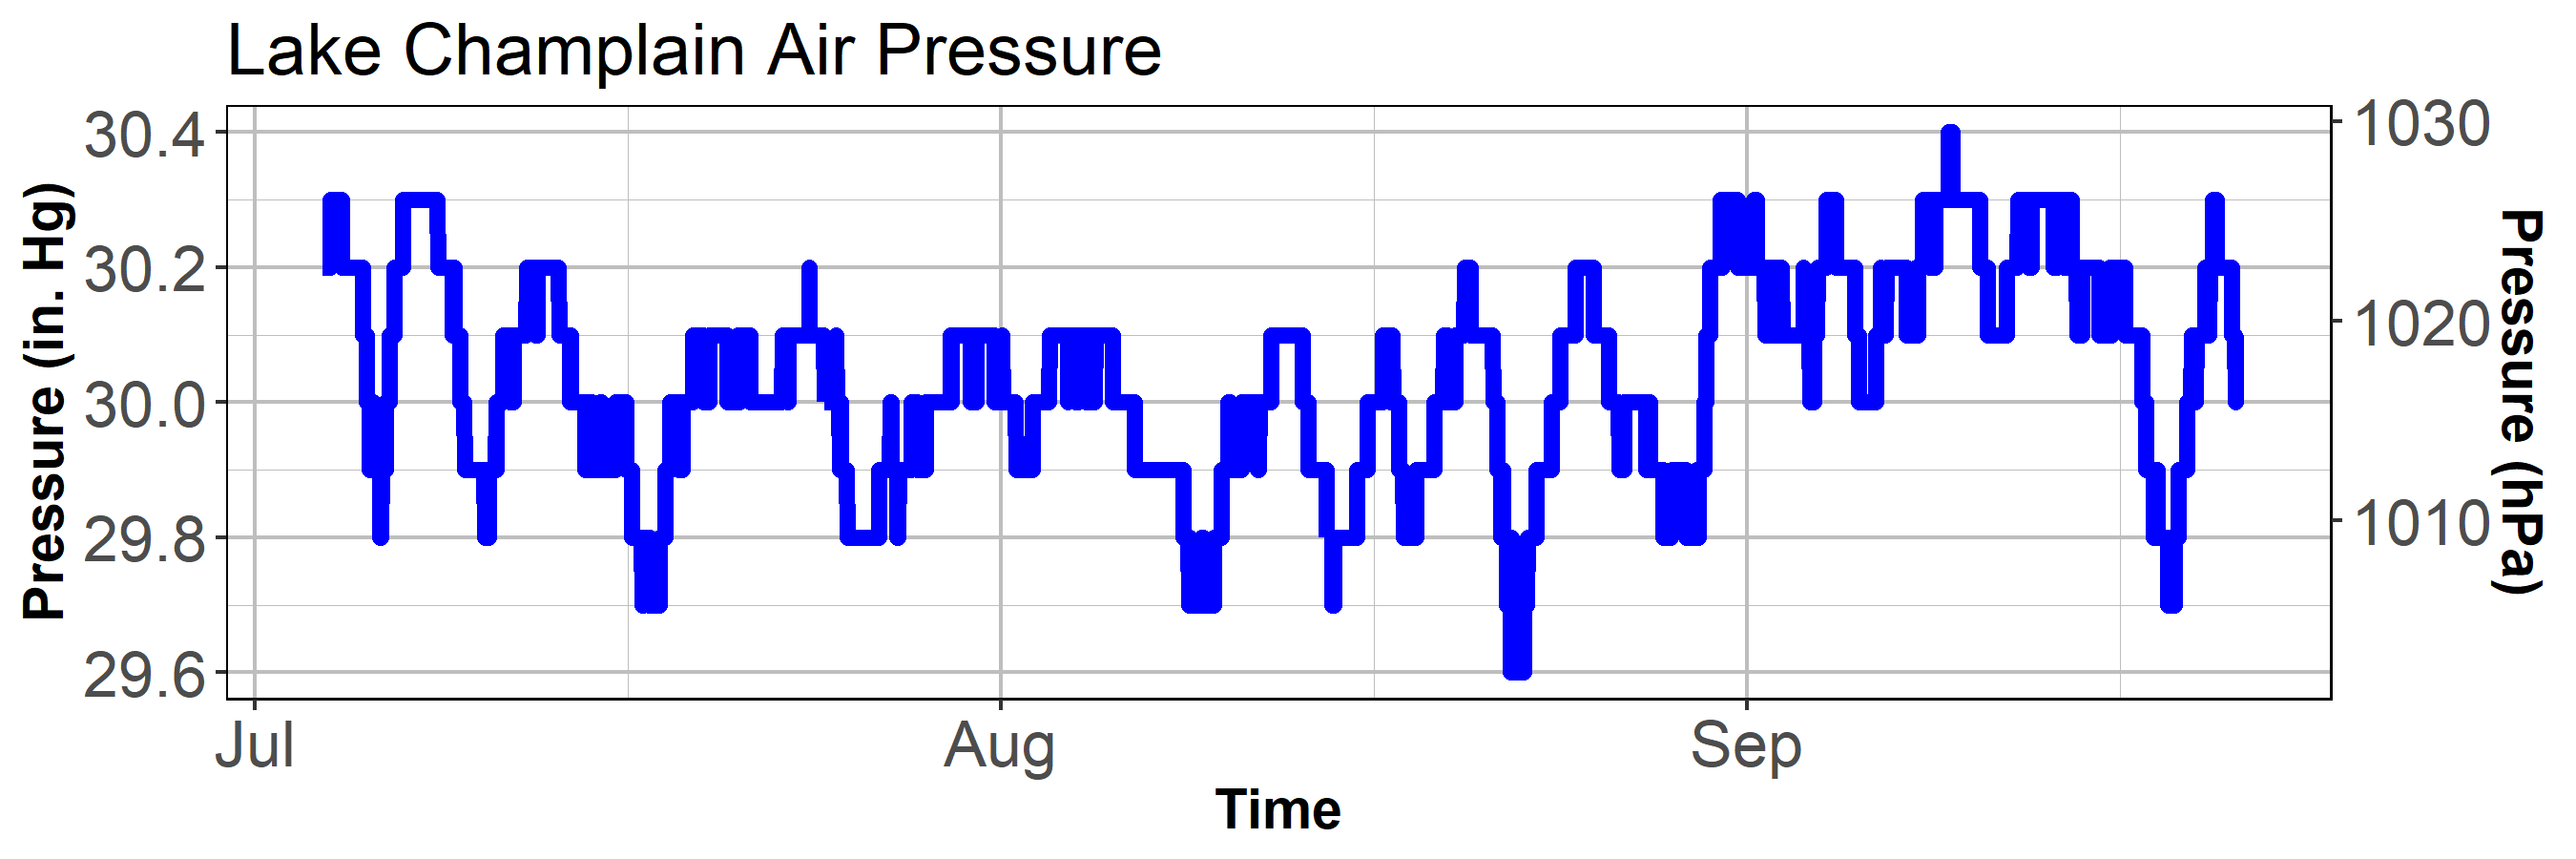 Lake Champlain Air Pressure
Pressure (in. Hg)
30.4
30.2
30.0
29.8
29.6
1030
1020
1010
Pressure (hPa)
Jul Aug Sep
Time